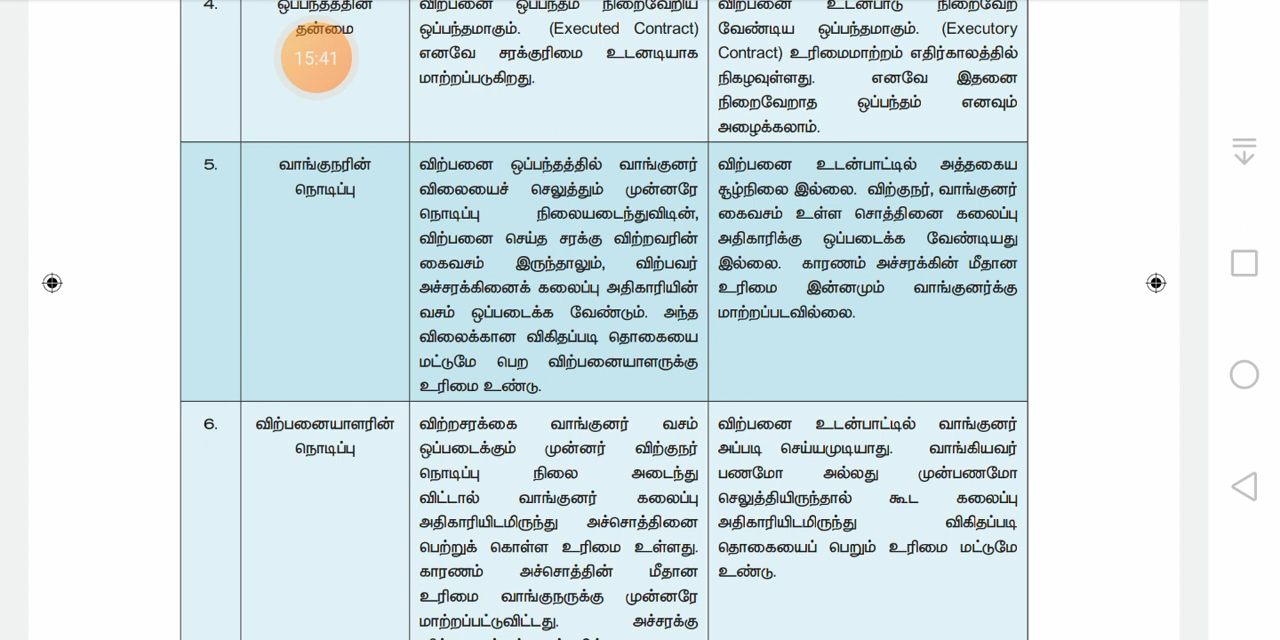 4.
ஒப்பந்தத்தின்
தன்மை
விற்பனை ஒப்பந்தம் நிறைவேறிய
ஒப்பந்தமாகும். (Executed Contract)
எனவே சரக்குரிமை உடனடியாக
மாற்றப்படுகிறது.
விற்பனை உடன்பாடு நிறைவேற
வேண்டிய ஒப்பந்தமாகும். (Executory
Contract) உரிமைமாற்றம் எதிர்காலத்தில்
நிகழவுள்ளது. எனவே இதனை
நிறைவேறாத ஒப்பந்தம் எனவும்
அழைக்கலாம்.
15:41
5.
வாங்குநரின்
நொடிப்பு
விற்பனை ஒப்பந்தத்தில் வாங்குனர்
விலையைச் செலுத்தும் முன்னரே
நொடிப்பு நிலையடைந்துவிடின்,
விற்பனை செய்த சரக்கு விற்றவரின்
கைவசம் இருந்தாலும், விற்பவர்
அச்சரக்கினைக் கலைப்பு அதிகாரியின்
வசம் ஒப்படைக்க வேண்டும். அந்த
விலைக்கான விகிதப்படி தொகையை
மட்டுமே பெற விற்பனையாளருக்கு
உரிமை உண்டு.
விற்பனை உடன்பாட்டில் அத்தகைய
சூழ்நிலை இல்லை. விற்குநர், வாங்குனர்
கைவசம் உள்ள சொத்தினை கலைப்பு
அதிகாரிக்கு ஒப்படைக்க வேண்டியது
இல்லை. காரணம் அச்சரக்கின் மீதான
உரிமை இன்னமும் வாங்குனர்க்கு
மாற்றப்படவில்லை.
6.
விற்பனையாளரின்
நொடிப்பு
விற்றசரக்கை வாங்குனர் வசம்
ஒப்படைக்கும் முன்னர் விற்குநர்
நொடிப்பு நிலை அடைந்து
விட்டால் வாங்குனர் கலைப்பு
அதிகாரியிடமிருந்து அச்சொத்தினை
பெற்றுக் கொள்ள உரிமை உள்ளது.
காரணம் அச்சொத்தின் மீதான
உரிமை வாங்குநருக்கு முன்னரே
மாற்றப்பட்டுவிட்டது. அச்சரக்கு
விற்பனை உடன்பாட்டில் வாங்குனர்
அப்படி செய்யமுடியாது. வாங்கியவர்
பணமோ அல்லது முன்பணமோ
செலுத்தியிருந்தால் கூட கலைப்பு
அதிகாரியிடமிருந்து விகிதப்படி
தொகையைப் பெறும் உரிமை மட்டுமே
உண்டு.